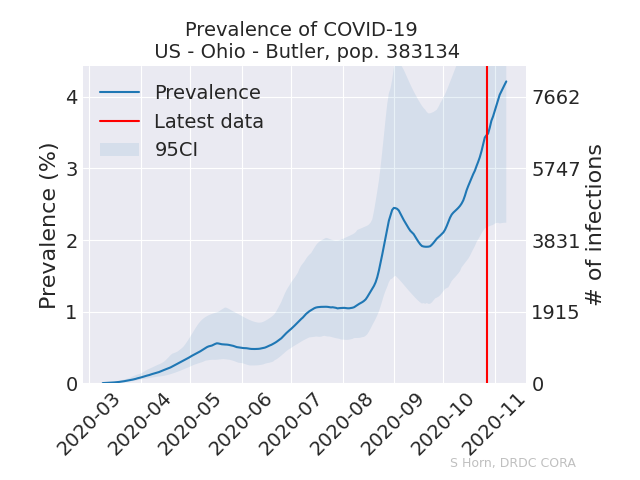 Prevalence of COVID-19
US - Ohio - Butler, pop. 383134
Prevalence
Latest data
95CI
Prevalence (%)
4
3
2
1
0
7662
5747
3831
1915
0
# of infections
2020-03
2020-04
2020-05
2020-06
2020-07
2020-08
2020-09
2020-10
2020-11
S Horn, DRDC CORA